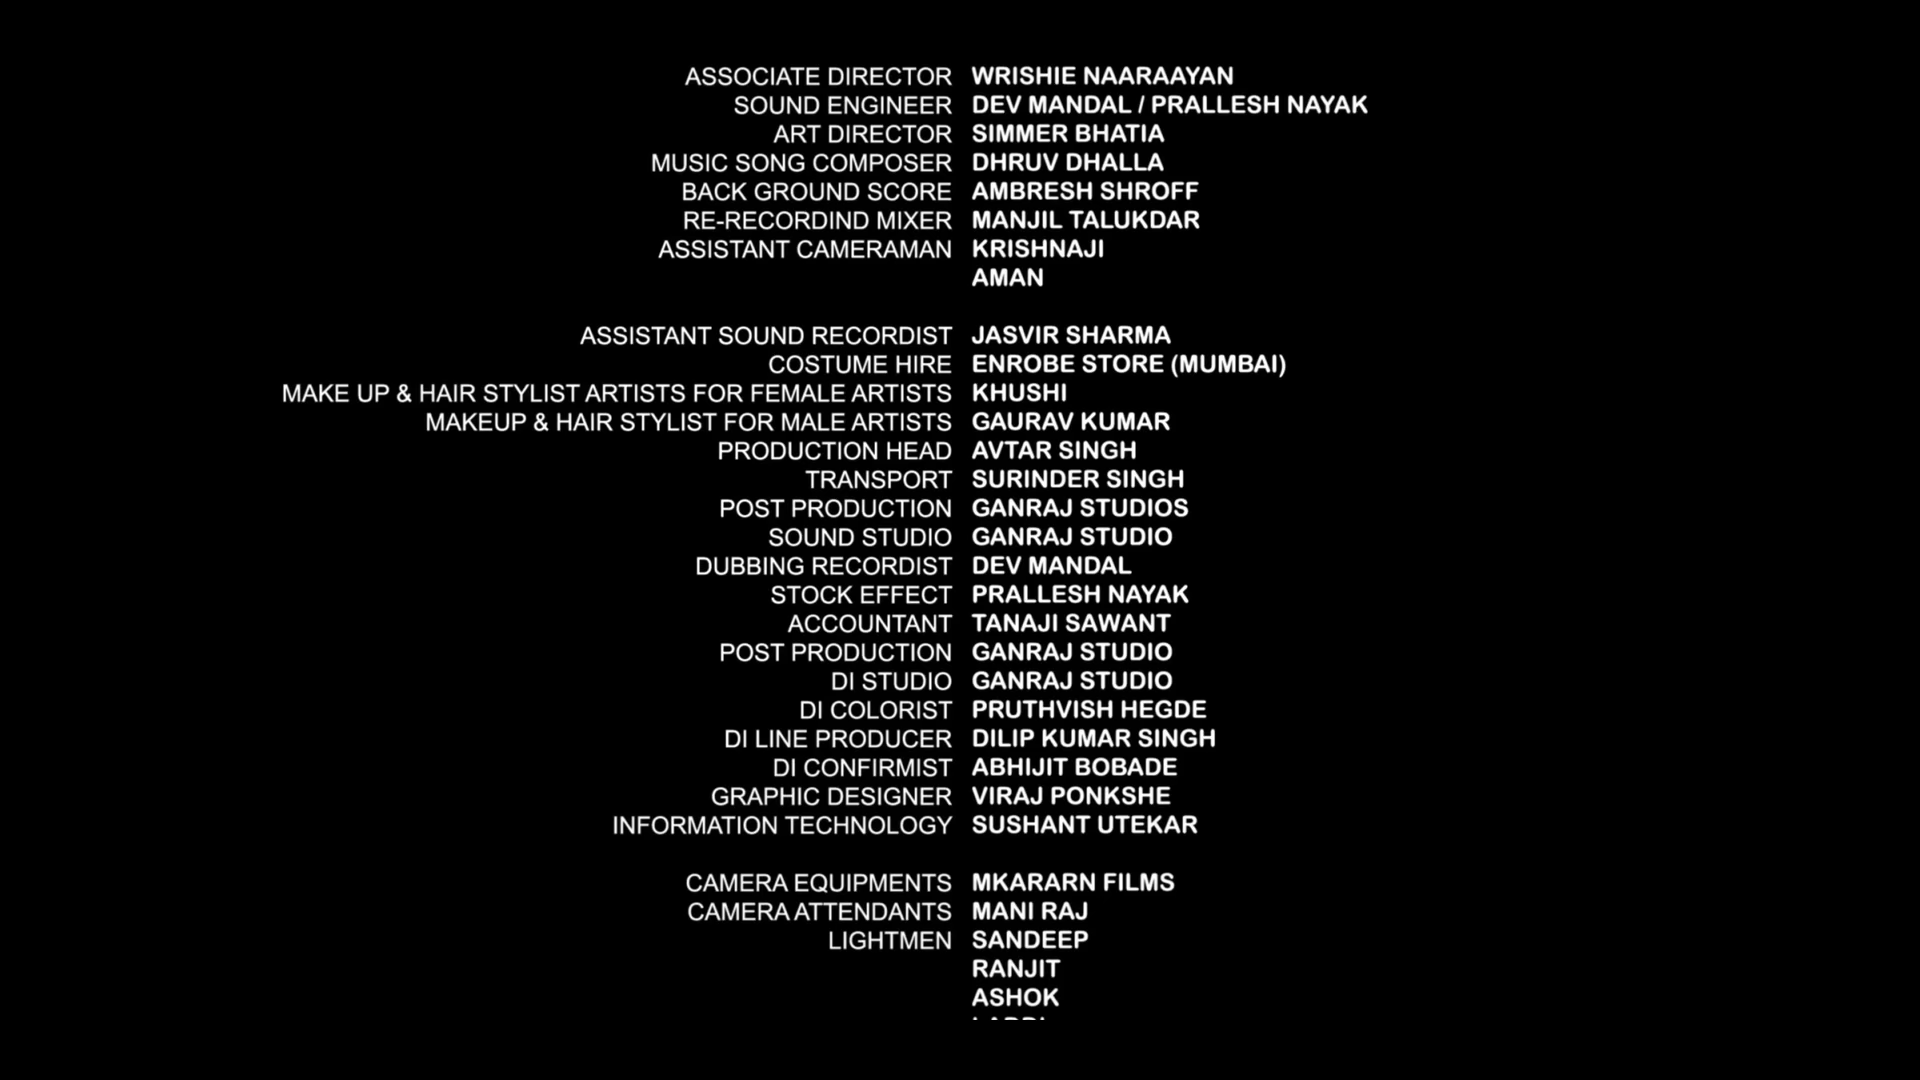 ASSOCIATE DIRECTOR WRISHIE NAARAAYAN
SOUND ENGINEER DEV MANDAL / PRALLESH NAYAK
ART DIRECTOR SIMMER BHATIA
MUSIC SONG COMPOSER DHRUV DHALLA
BACK GROUND SCORE AMBRESH SHROFF
RE-RECORDIND MIXER MANJIL TALUKDAR
ASSISTANT CAMERAMAN KRISHNAJI
AMAN
ASSISTANT SOUND RECORDIST JASVIR SHARMA
COSTUME HIRE ENROBE STORE (MUMBAI)
MAKE UP & HAIR STYLIST ARTISTS FOR FEMALE ARTISTS KHUSHI
MAKEUP & HAIR STYLIST FOR MALE ARTISTS GAURAV KUMAR
PRODUCTION HEAD AVTAR SINGH
TRANSPORT SURINDER SINGH
POST PRODUCTION GANRAJ STUDIOS
SOUND STUDIO GANRAJ STUDIO
DUBBING RECORDIST DEV MANDAL
STOCK EFFECT PRALLESH NAYAK
ACCOUNTANT TANAJI SAWANT
POST PRODUCTION GANRAJ STUDIO
DI STUDIO GANRAJ STUDIO
DI COLORIST PRUTHVISH HEGDE
DI LINE PRODUCER DILIP KUMAR SINGH
DI CONFIRMIST ABHIJIT BOBADE
GRAPHIC DESIGNER VIRAJ PONKSHE
INFORMATION TECHNOLOGY SUSHANT UTEKAR
CAMERA EQUIPMENTS MKARARN FILMS
CAMERA ATTENDANTS MANI RAJ
LIGHTMEN SANDEEP
RANJIT
ASHOK